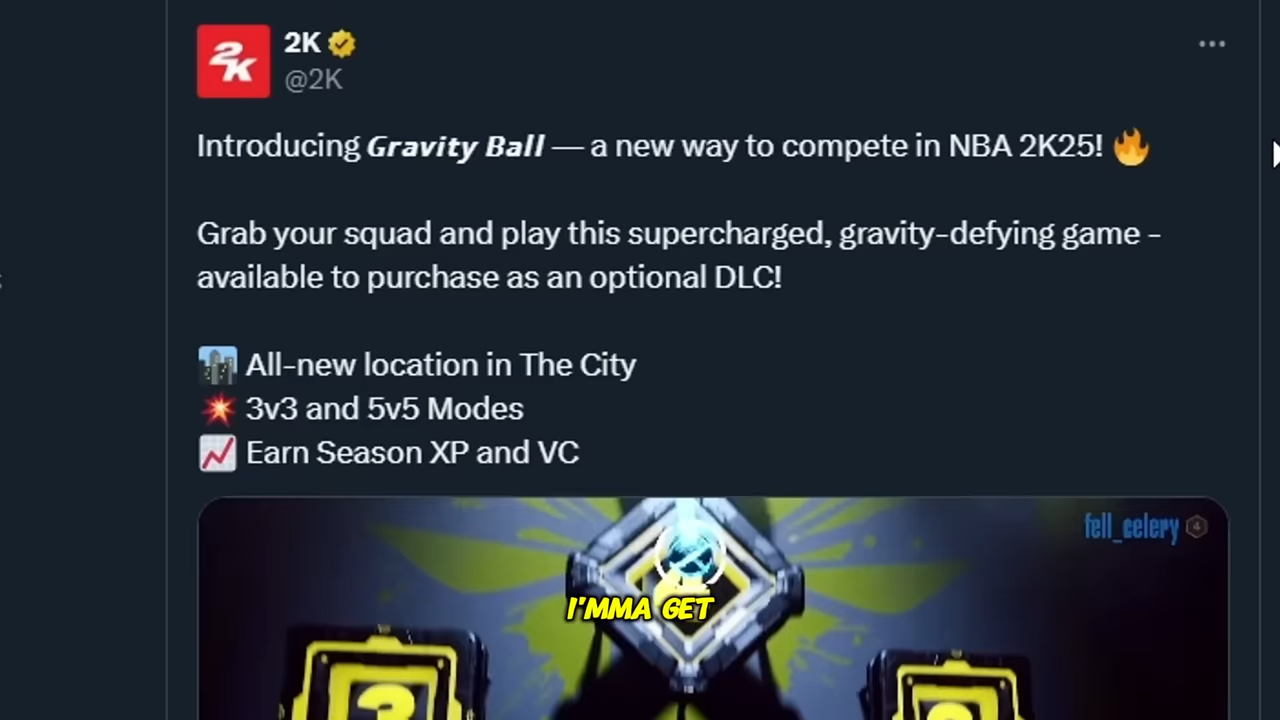 2K
2K
@2K
Introducing Gravity Ball — a new way to compete in NBA 2K25! 🔥
Grab your squad and play this supercharged, gravity-defying game -
available to purchase as an optional DLC!
All-new location in The City
3v3 and 5v5 Modes
Earn Season XP and VC
fell_celery 4
I'MMA GET